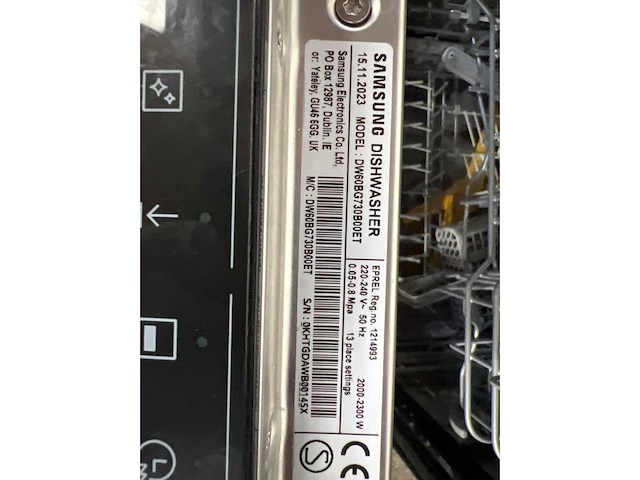 SAMSUNG DISHWASHER
15.11.2023 MODEL : DW60BG730B00ET
Samsung Electronics Co. Ltd,
PO Box 12987, Dublin. IE
or: Yateley, GU46 6GG. UK
M/C : DW60BG730B00ET
EPREL Reg.no. 1214993
220-240 V~ 50 Hz 2000-2300 W
0.05-0.8 Mpa 13 place settings
S/N : 0KHTGDAWB00145X
CE
S